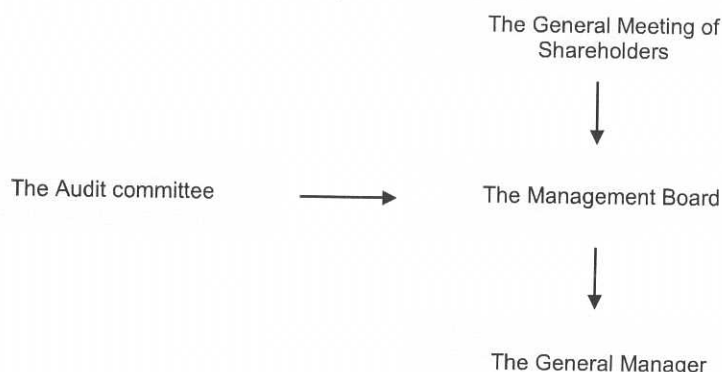 The General Meeting of
Shareholders
The Audit committee
The Management Board
The General Manager